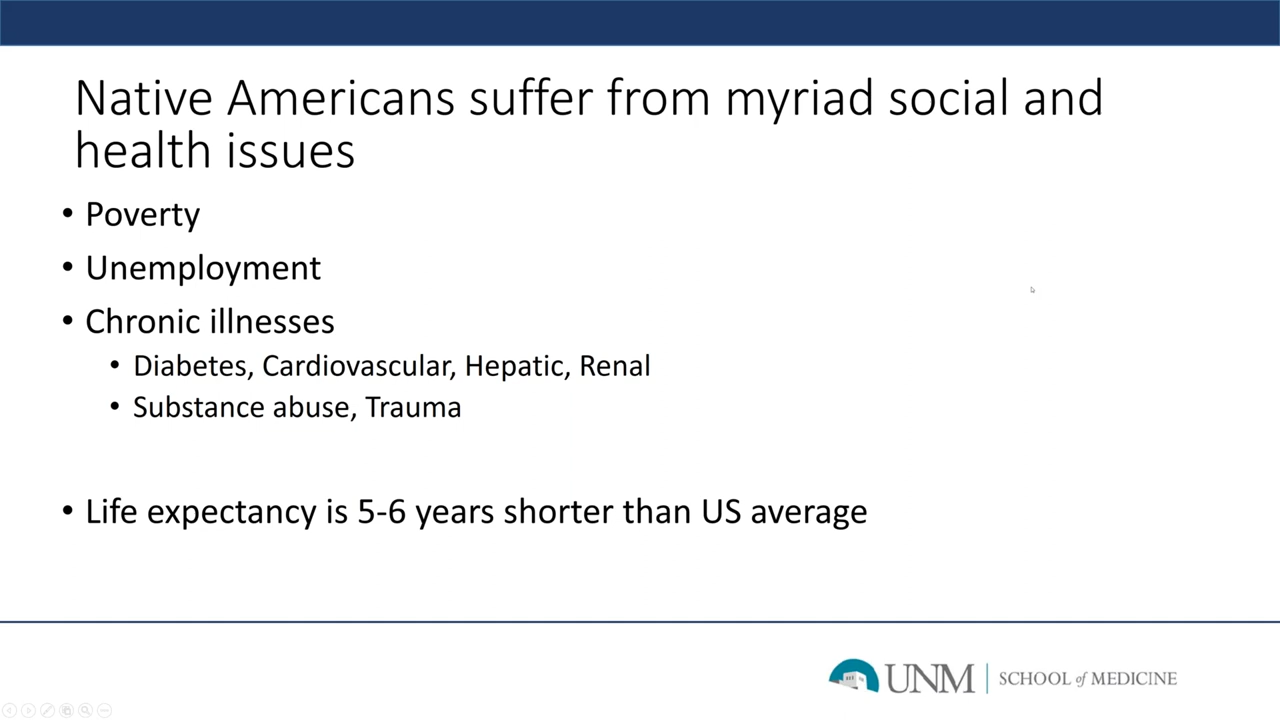 Native Americans suffer from myriad social and
health issues
• Poverty
• Unemployment
• Chronic illnesses
• Diabetes, Cardiovascular, Hepatic, Renal
• Substance abuse, Trauma
• Life expectancy is 5-6 years shorter than US average
UNM SCHOOL of MEDICINE